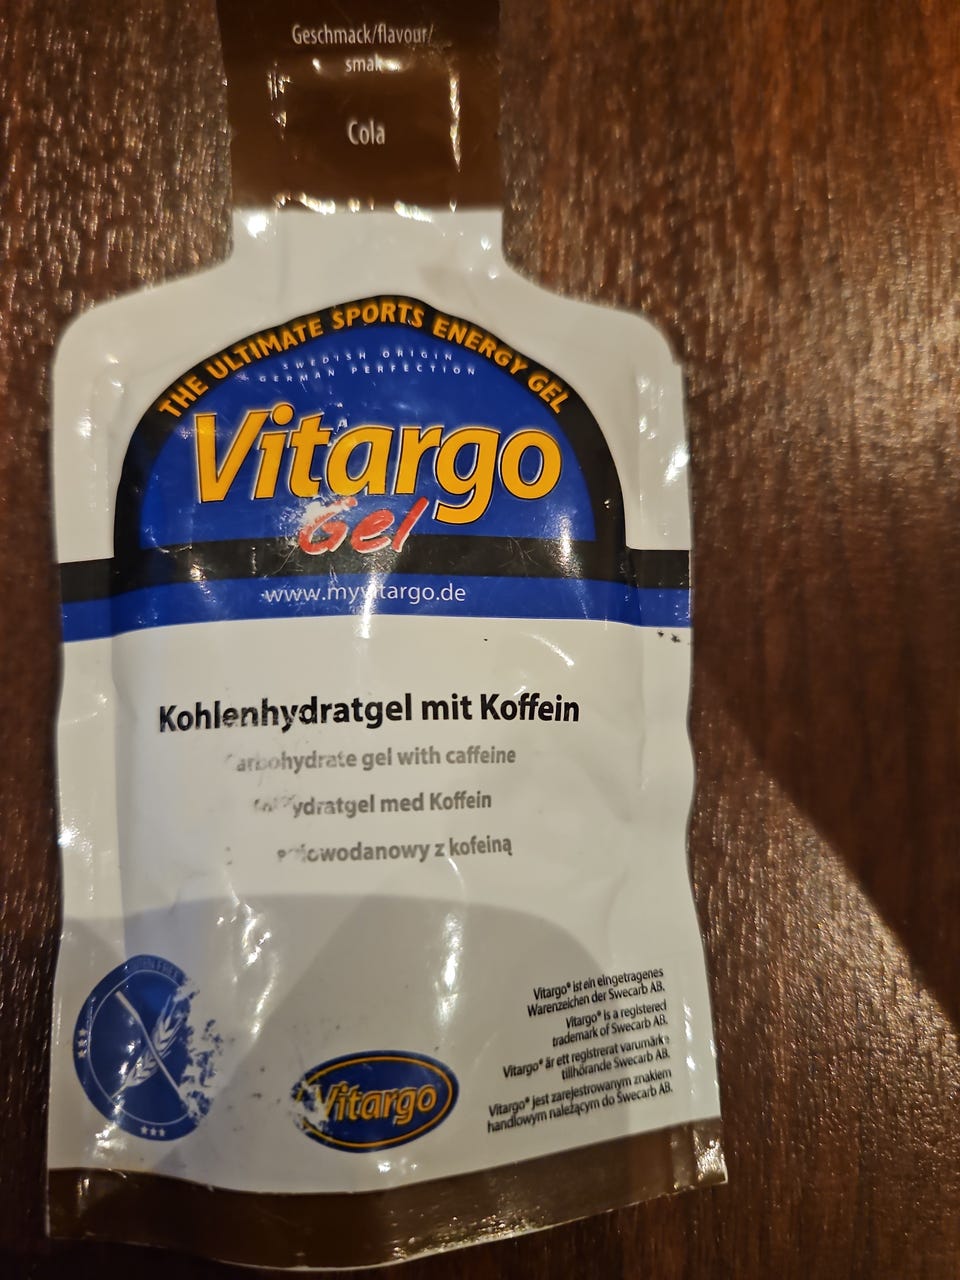 Geschmack/flavour/
smak
Cola
THE ULTIMATE SPORTS ENERGY GEL
SWEDISH ORIGIN
GERMAN PERFECTION
Vitargo
Gel
www.myvitargo.de
Kohlenhydratgel mit Koffein
Carbohydrate gel with caffeine
med Koffein
z kofeiną
Vitargo® ist ein eingetragenes
Warenzeichen der Swecarb AB.
Vitargo® is a registered
trademark of Swecarb AB.
Vitargo® är ett registrerat varumärke
tillhörande Swecarb AB.
Vitargo® jest zarejestrowanym znakiem
handlowym należącym do Swecarb AB.
Vitargo